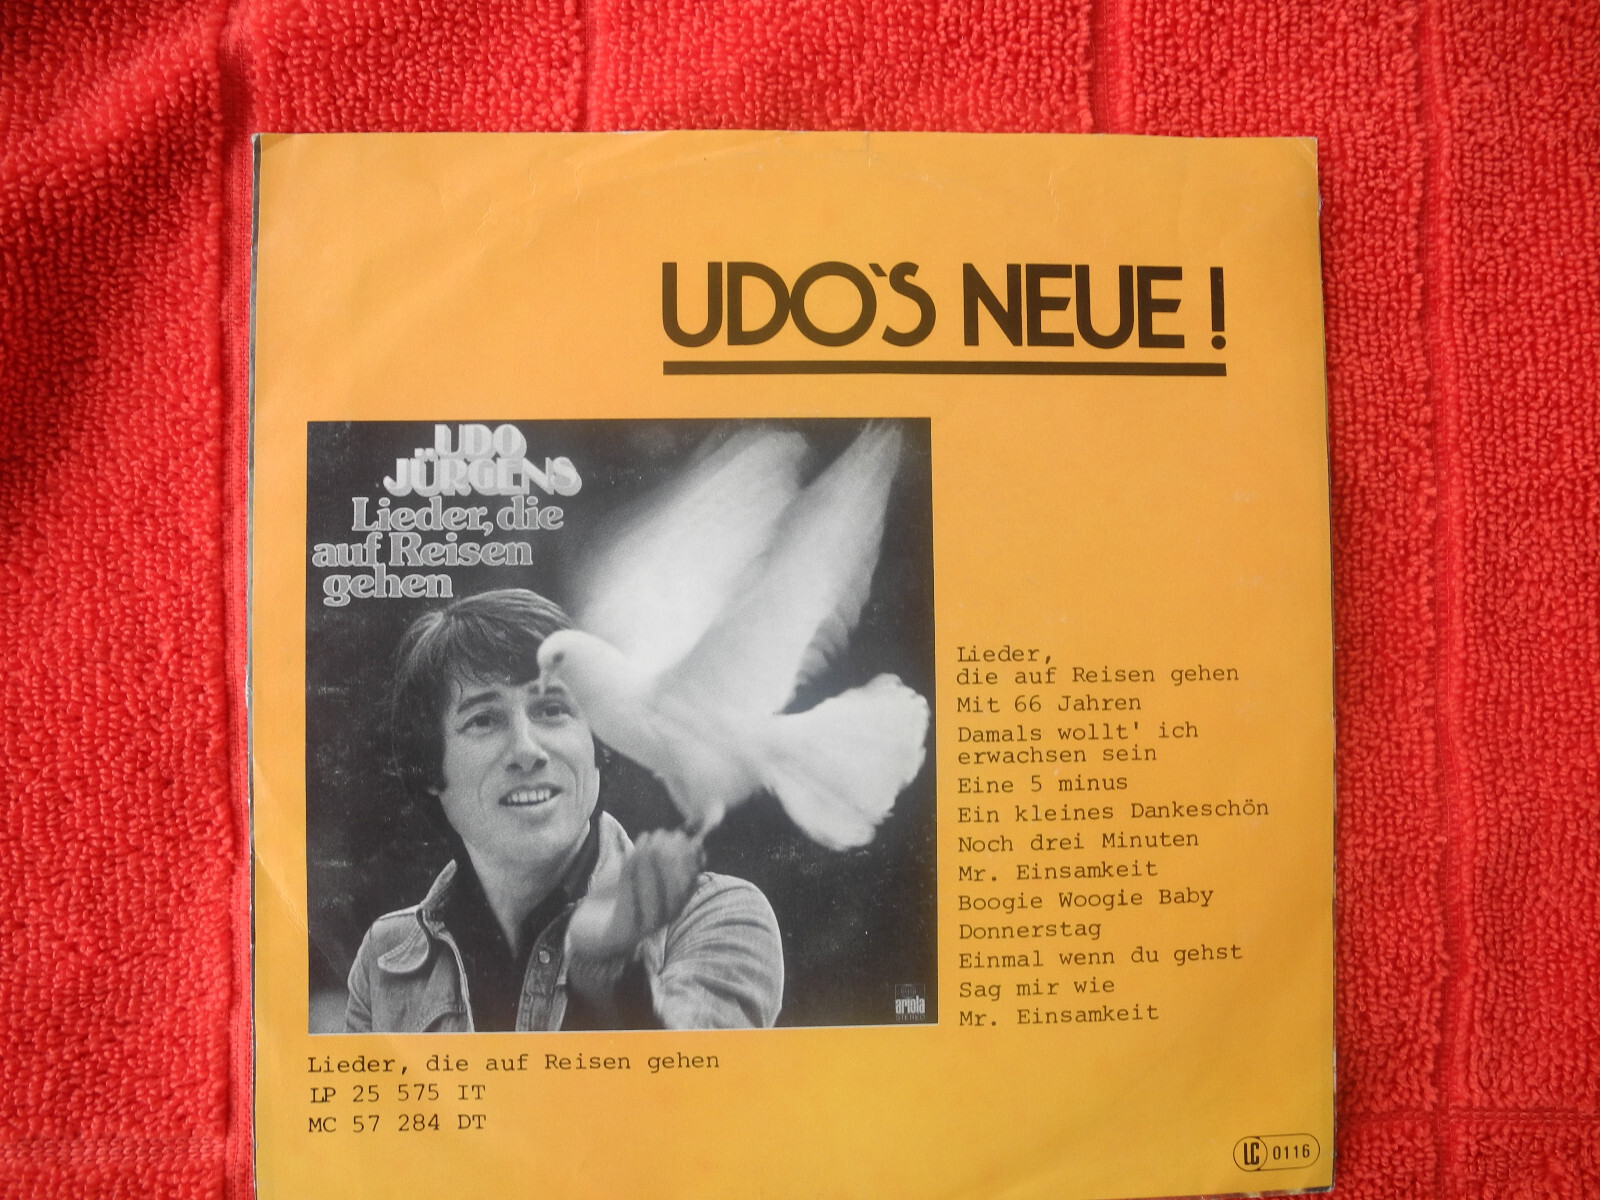 UDO`S NEUE!
UDO
JÜRGENS
Lieder, die
auf Reisen
gehen
ariola
STEREO
Lieder,
die auf Reisen gehen
Mit 66 Jahren
Damals wollt' ich
erwachsen sein
Eine 5 minus
Ein kleines Dankeschön
Noch drei Minuten
Mr. Einsamkeit
Boogie Woogie Baby
Donnerstag
Einmal wenn du gehst
Sag mir wie
Mr. Einsamkeit
Lieder, die auf Reisen gehen
LP 25 575 IT
MC 57 284 DT
LC 0116